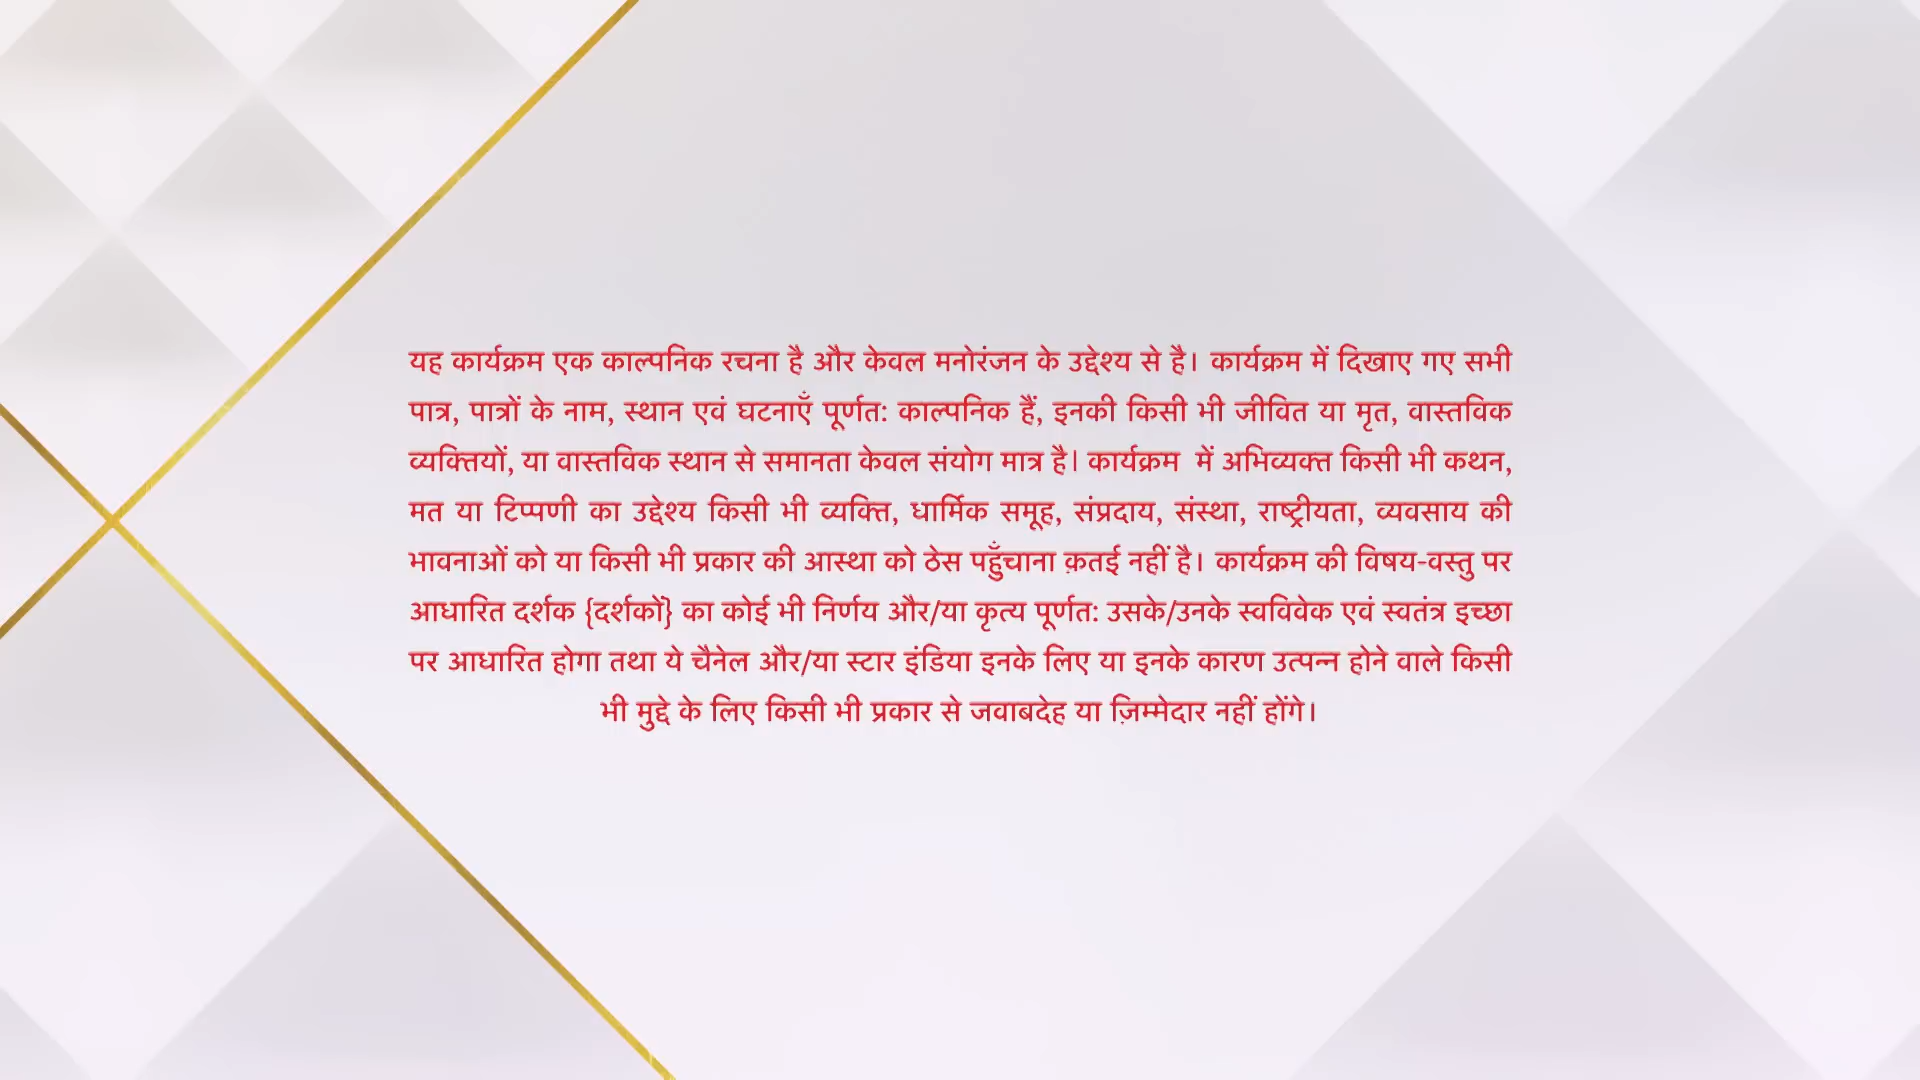 यह कार्यक्रम एक काल्पनिक रचना है और केवल मनोरंजन के उद्देश्य से है। कार्यक्रम में दिखाए गए सभी
पात्र, पात्रों के नाम, स्थान एवं घटनाएँ पूर्णत: काल्पनिक हैं, इनकी किसी भी जीवित या मृत, वास्तविक
व्यक्तियों, या वास्तविक स्थान से समानता केवल संयोग मात्र है। कार्यक्रम में अभिव्यक्त किसी भी कथन,
मत या टिप्पणी का उद्देश्य किसी भी व्यक्ति, धार्मिक समूह, संप्रदाय, संस्था, राष्ट्रीयता, व्यवसाय की
भावनाओं को या किसी भी प्रकार की आस्था को ठेस पहुँचाना क़तई नहीं है। कार्यक्रम की विषय-वस्तु पर
आधारित दर्शक {दर्शकों} का कोई भी निर्णय और/या कृत्य पूर्णत: उसके/उनके स्वविवेक एवं स्वतंत्र इच्छा
पर आधारित होगा तथा ये चैनेल और/या स्टार इंडिया इनके लिए या इनके कारण उत्पन्न होने वाले किसी
भी मुद्दे के लिए किसी भी प्रकार से जवाबदेह या ज़िम्मेदार नहीं होंगे।